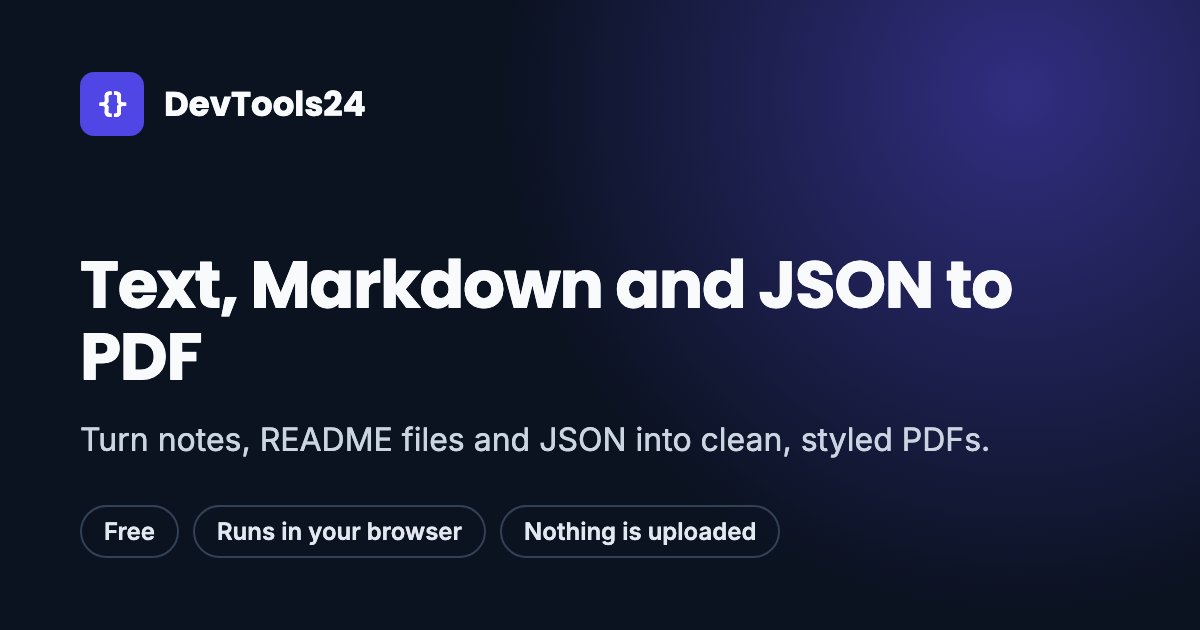 {}
DevTools24
Text, Markdown and JSON to
PDF
Turn notes, README files and JSON into clean, styled PDFs.
Free
Runs in your browser
Nothing is uploaded